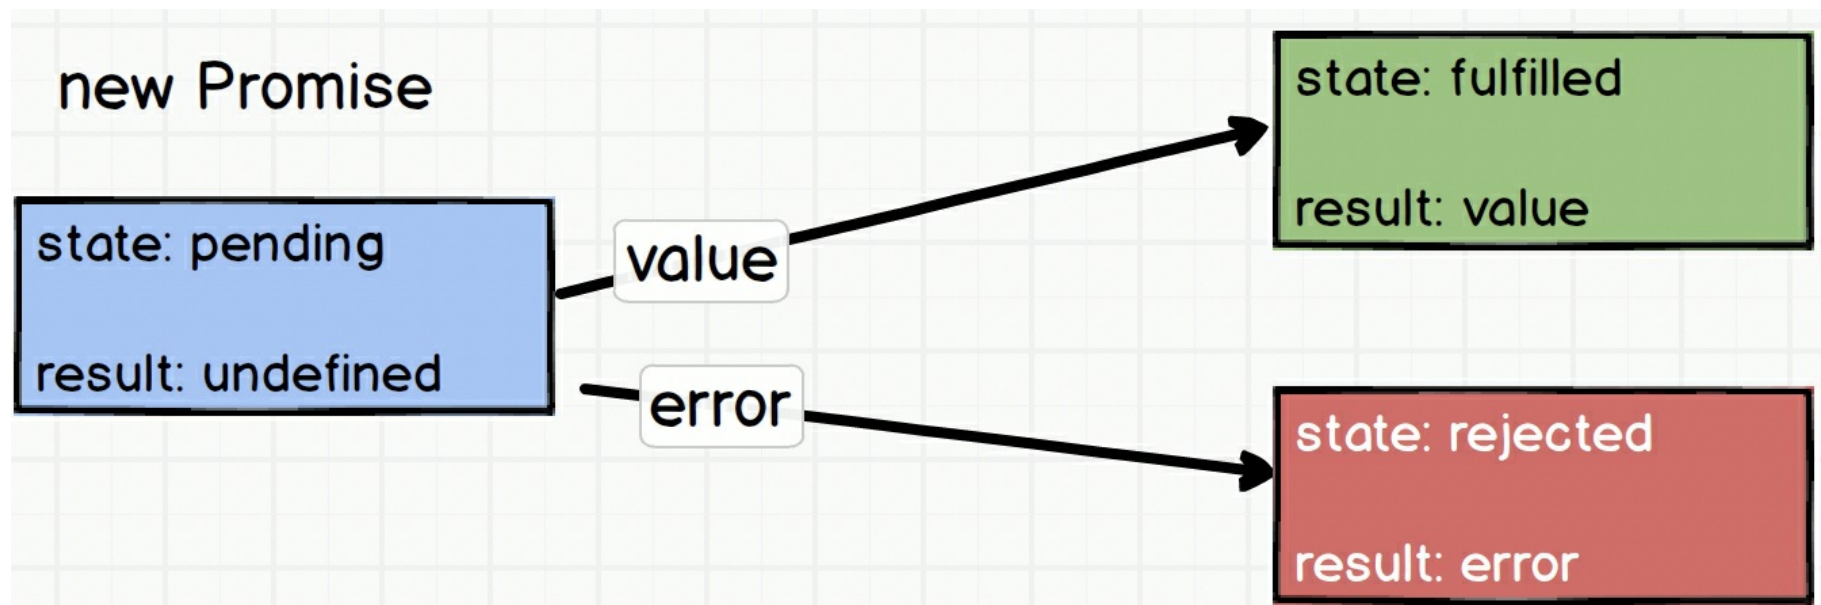 new Promise
state: pending
result: undefined
value
error
state: fulfilled
result: value
state: rejected
result: error